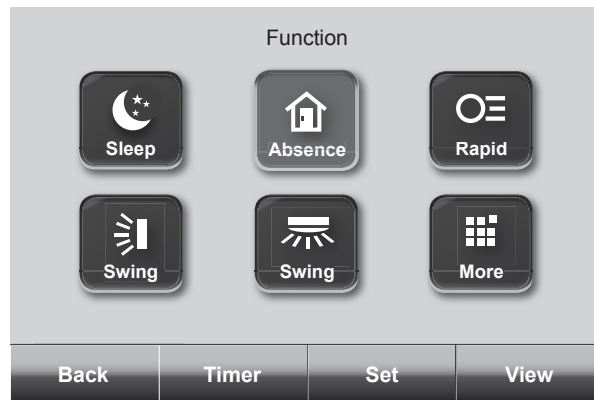 Function
Sleep Absence Rapid
Swing Swing More
Back Timer Set View